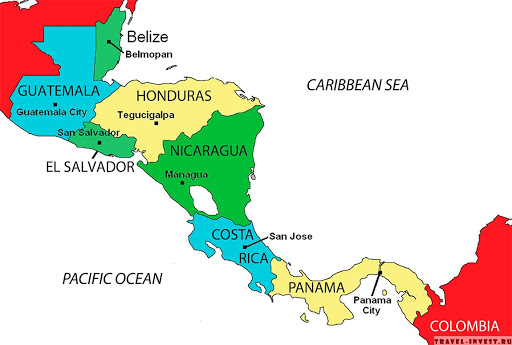 Belize
Belmopan
GUATEMALA
Guatemala City
HONDURAS
Tegucigalpa
CARIBBEAN SEA
San Salvador
EL SALVADOR
NICARAGUA
Managua
COSTA
RICA
San Jose
PACIFIC OCEAN
PANAMA
Panama
City
COLOMBIA
TRAVEL-INVEST.RU